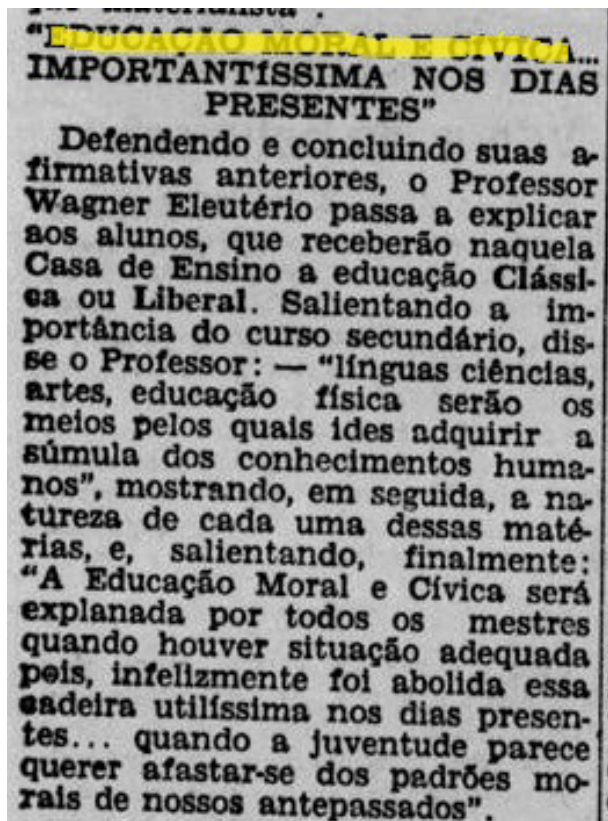 que materialista".
"EDUCAÇÃO MORAL E CÍVICA...
IMPORTANTÍSSIMA NOS DIAS
PRESENTES"
Defendendo e concluindo suas a-
firmativas anteriores, o Professor
Wagner Eleutério passa a explicar
aos alunos, que receberão naquela
Casa de Ensino a educação Clássi-
ca ou Liberal. Salientando a im-
portância do curso secundário, dis-
se o Professor: — "línguas ciências,
artes, educação física serão os
meios pelos quais ides adquirir a
súmula dos conhecimentos huma-
nos", mostrando, em seguida, a na-
tureza de cada uma dessas maté-
rias, e, salientando, finalmente:
"A Educação Moral e Cívica será
explanada por todos os mestres
quando houver situação adequada
pois, infelizmente foi abolida essa
cadeira utilíssima nos dias presen-
tes... quando a juventude parece
querer afastar-se dos padrões mo-
rais de nossos antepassados".